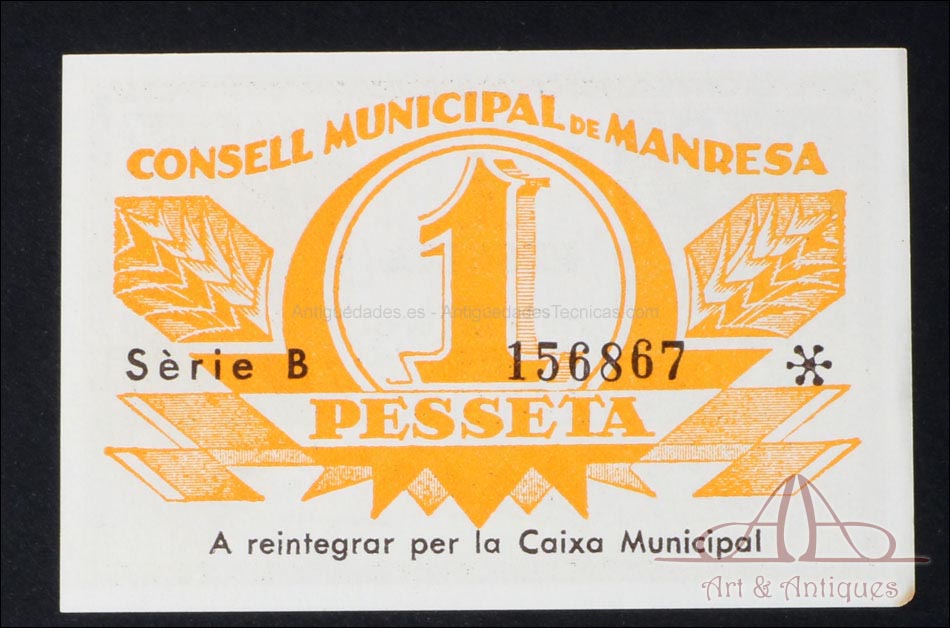 CONSELL MUNICIPAL DE MANRESA
1
Antigüedades.es - AntigüedadesTecnicas.com
Sèrie B 156867
PESSETA
A reintegrar per la Caixa Municipal
Art & Antiques